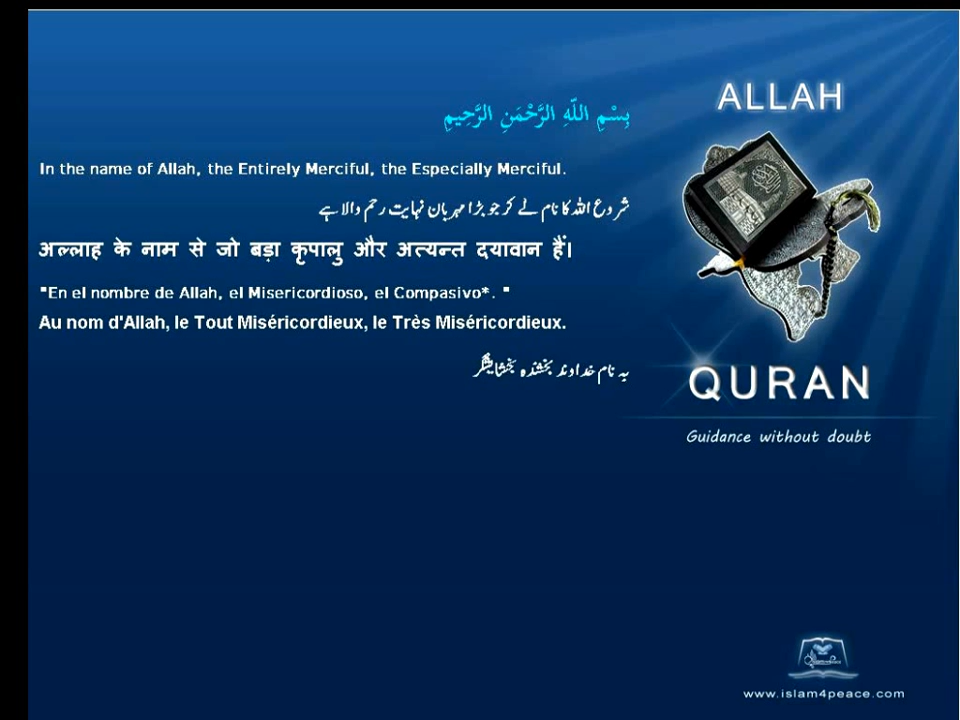 بِسْمِ اللَّهِ الرَّحْمَنِ الرَّحِيمِ
In the name of Allah, the Entirely Merciful, the Especially Merciful.
شروع الله کا نام لے کر جو بڑا مہربان نہایت رحم والا ہے
अल्लाह के नाम से जो बड़ा कृपालु और अत्यन्त दयावान हैं।
"En el nombre de Allah, el Misericordioso, el Compasivo*. "
Au nom d'Allah, le Tout Miséricordieux, le Très Miséricordieux.
به نام خداوند بخشنده بخشایشگر
ALLAH
QURAN
Guidance without doubt
www.islam4peace.com